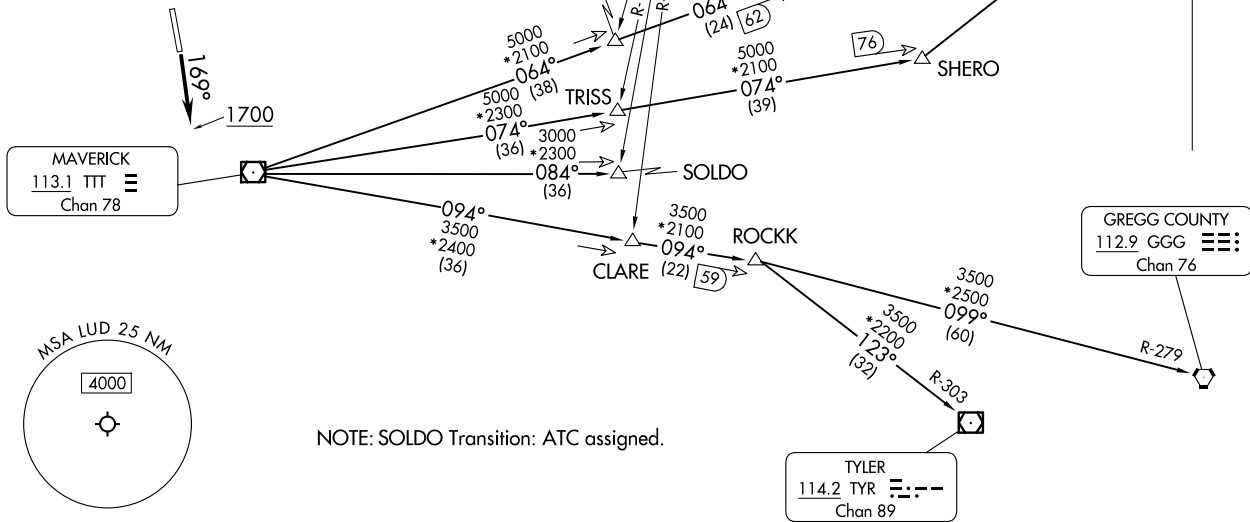 064°
(24) 62
R-
5000
*2100
064°
(38)
76
SHERO
5000
*2100
074°
(39)
169°
1700
TRISS
5000
*2300
074°
(36)
MAVERICK
113.1 TTT
Chan 78
3000
*2300
084°
(36)
SOLDO
094°
3500
*2400
(36)
CLARE
3500
*2100
094°
(22) 59
ROCKK
GREGG COUNTY
112.9 GGG
Chan 76
3500
*2500
099°
(60)
R-279
3500
*2200
123°
(32)
R-303
MSA LUD 25 NM
4000
NOTE: SOLDO Transition: ATC assigned.
TYLER
114.2 TYR
Chan 89